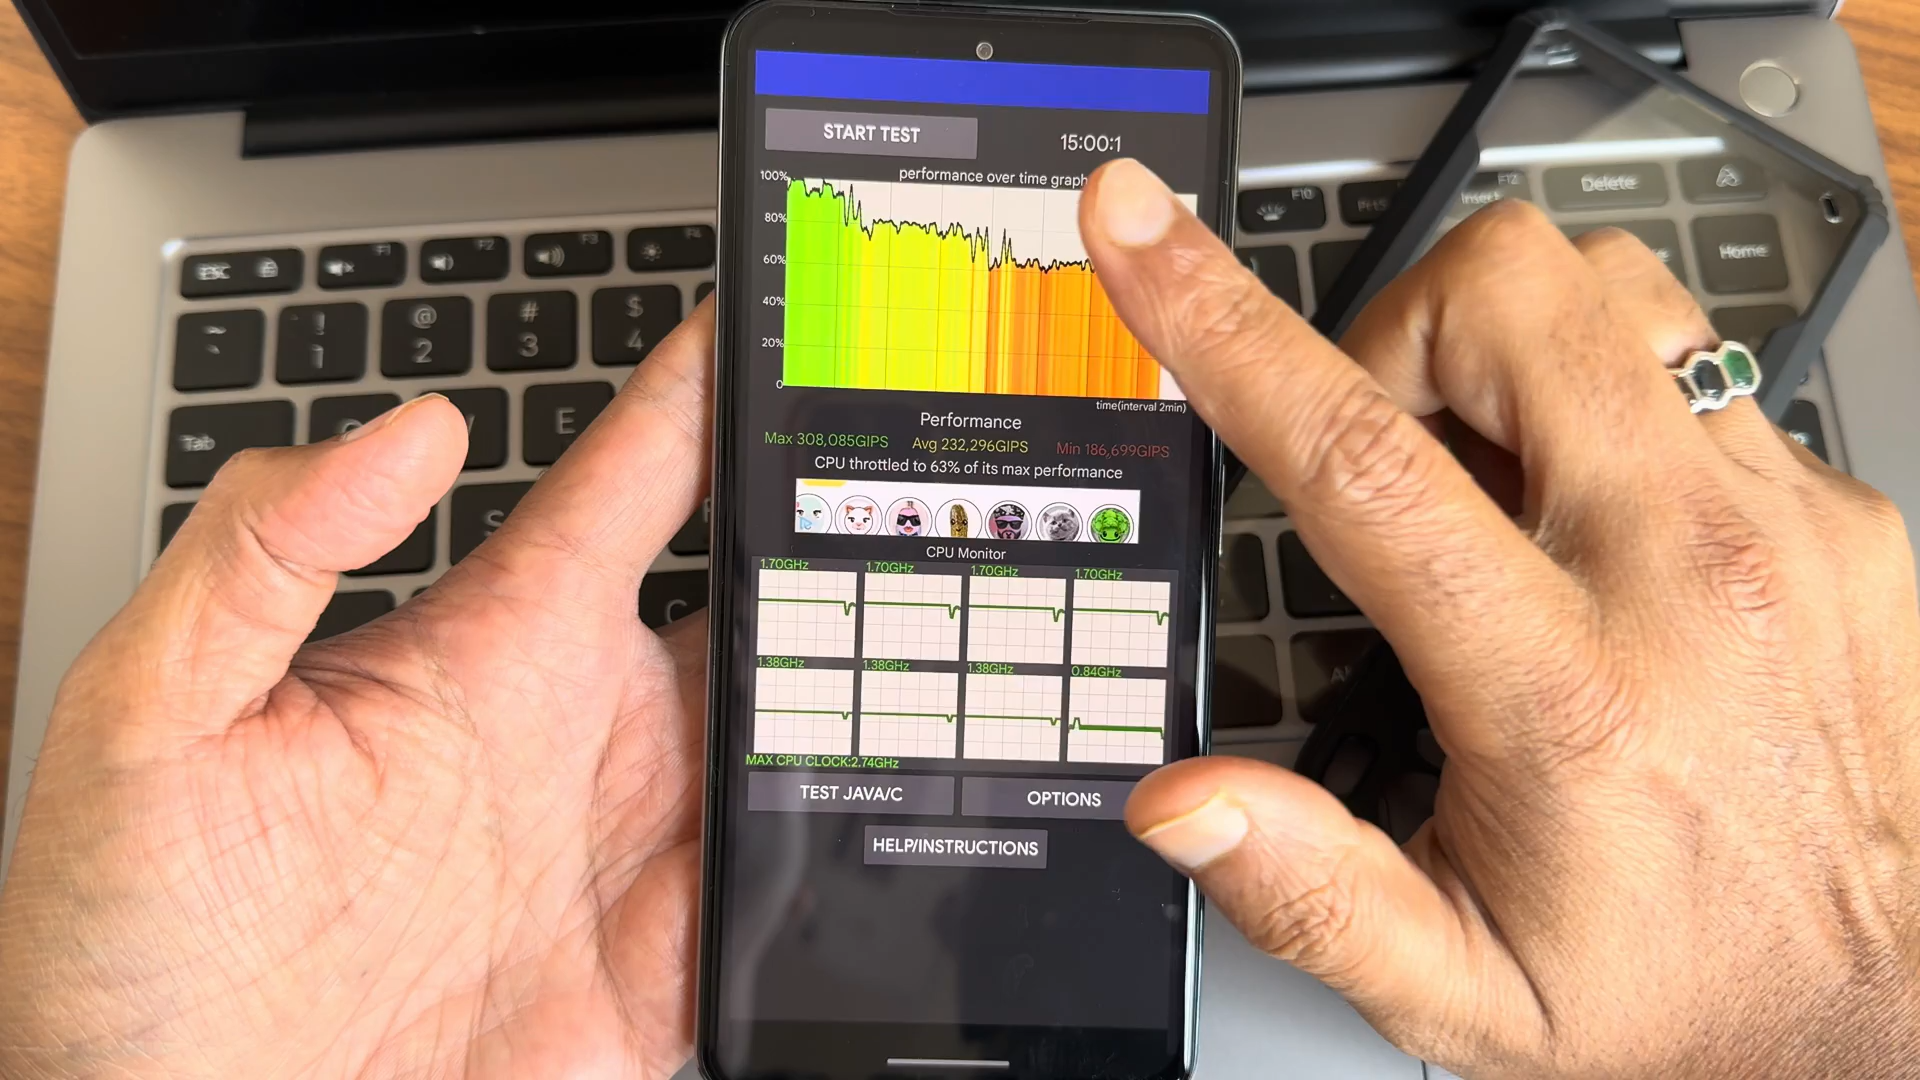 START TEST
15:00:1
performance over time graph
100%
80%
60%
40%
20%
0
time(interval 2min)
Performance
Max 308,085GIPS Avg 232,296GIPS Min 186,699GIPS
CPU throttled to 63% of its max performance
CPU Monitor
1.70GHz 1.70GHz 1.70GHz 1.70GHz
1.38GHz 1.38GHz 1.38GHz 0.84GHz
MAX CPU CLOCK:2.74GHz
TEST JAVA/C OPTIONS
HELP/INSTRUCTIONS
ESC F1 F2 F3 F4
F10 PrtS Insert F12 Delete
~ ! 1 @ 2 # 3 $ 4
Home
Tab E
S
C